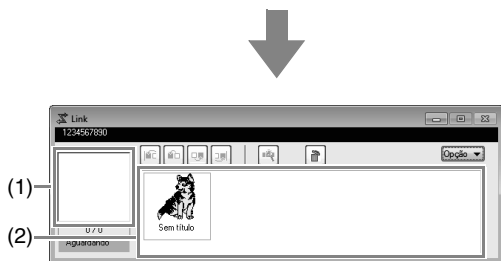 Link
1234567890
Opção
(1)
0 / 0
(2)
Aguardando
Sem título